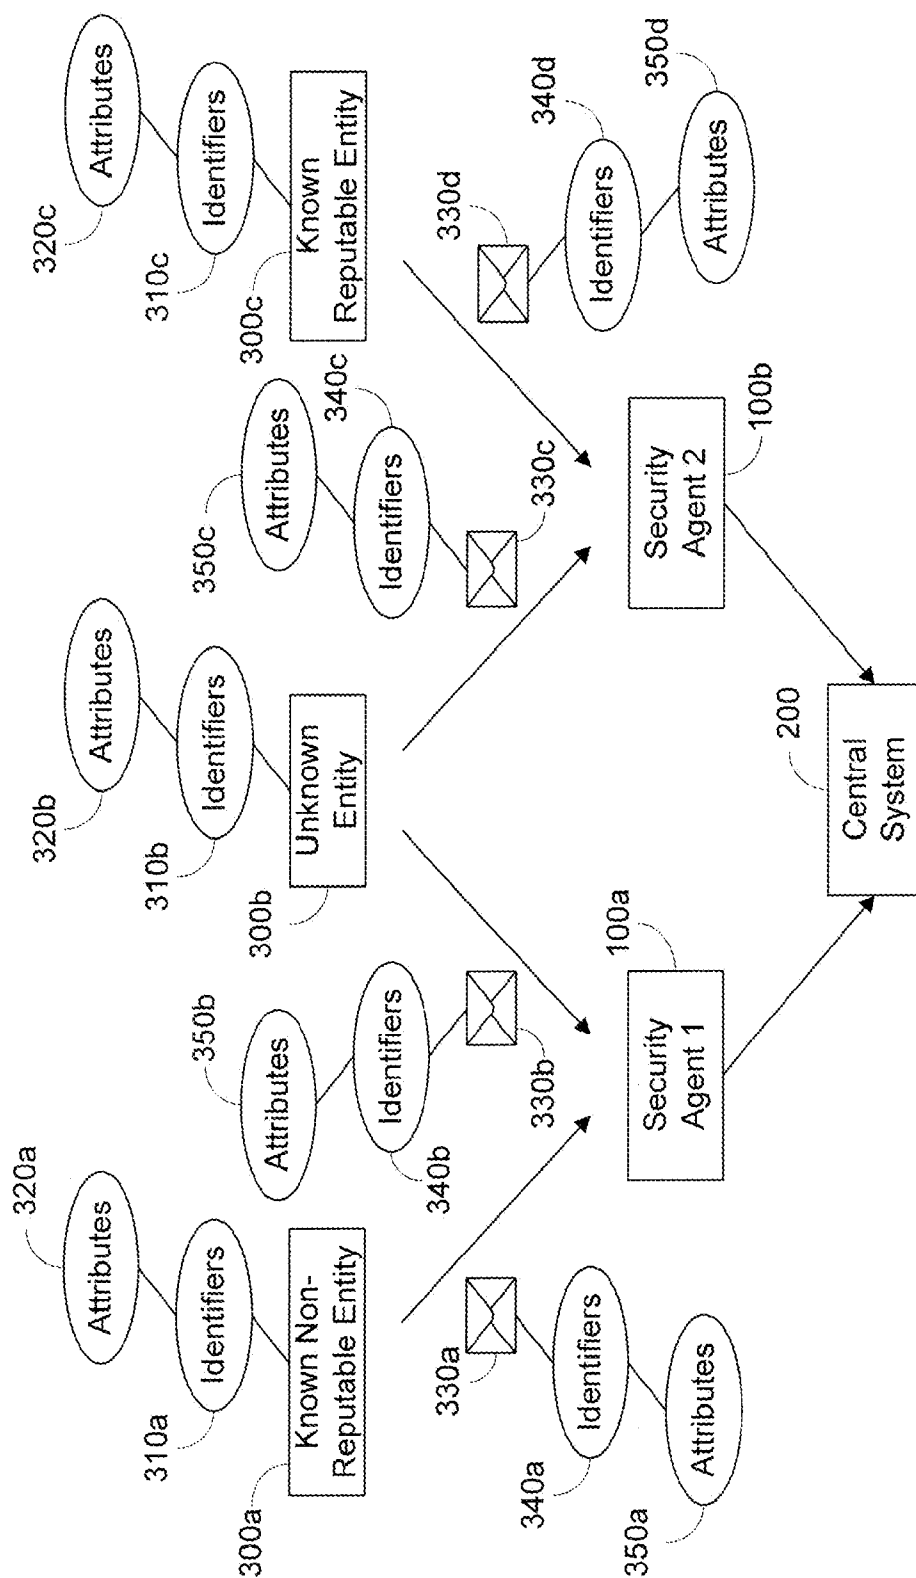 320a
Attributes
310a
Identifiers
300a
Known Non-
Reputable Entity
350b
Attributes
340b
Identifiers
330b
320b
Attributes
310b
Identifiers
300b
Unknown
Entity
350c
Attributes
340c
Identifiers
330c
320c
Attributes
310c
Identifiers
300c
Known
Reputable Entity
330a
340a
Identifiers
350a
Attributes
330d
340d
Identifiers
350d
Attributes
100a
Security
Agent 1
100b
Security
Agent 2
200
Central
System